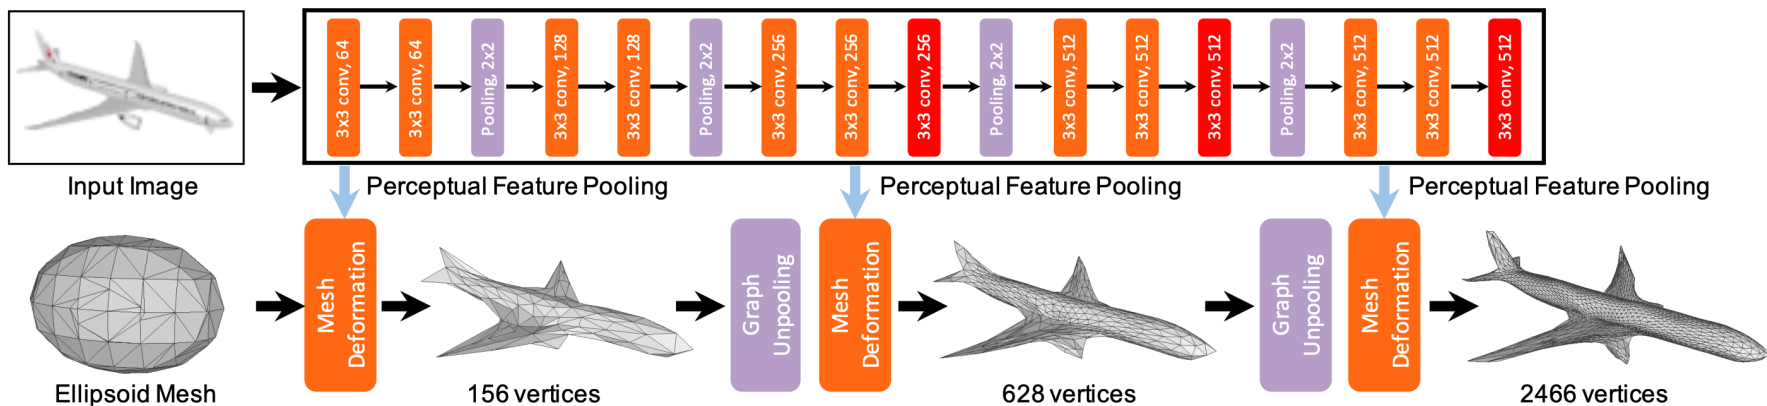 3x3 conv, 64
3x3 conv, 64
Pooling, 2x2
3x3 conv, 128
3x3 conv, 128
Pooling, 2x2
3x3 conv, 256
3x3 conv, 256
3x3 conv, 256
Pooling, 2x2
3x3 conv, 512
3x3 conv, 512
3x3 conv, 512
Pooling, 2x2
3x3 conv, 512
3x3 conv, 512
3x3 conv, 512
Input Image
Perceptual Feature Pooling
Perceptual Feature Pooling
Perceptual Feature Pooling
Mesh
Deformation
Graph
Unpooling
Mesh
Deformation
Graph
Unpooling
Mesh
Deformation
Ellipsoid Mesh
156 vertices
628 vertices
2466 vertices